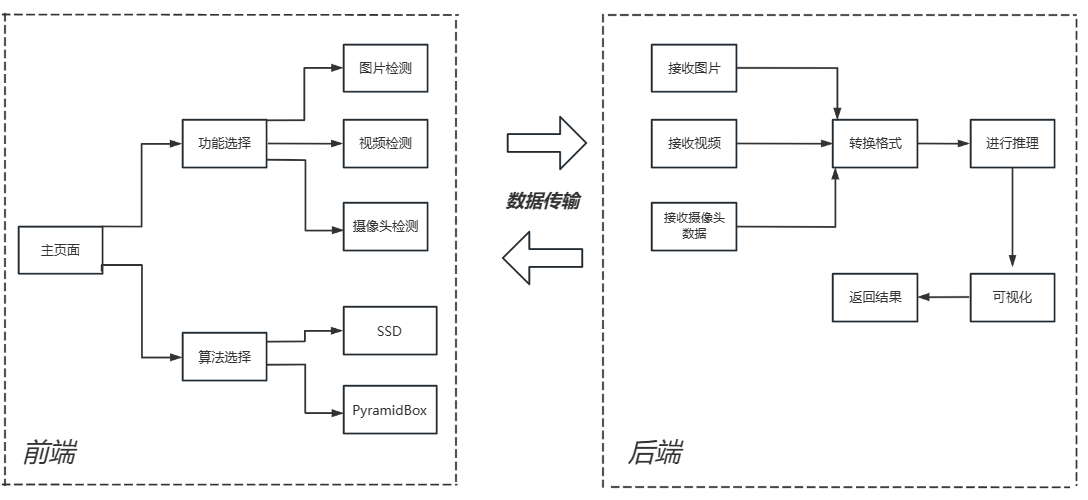 图片检测
功能选择
视频检测
摄像头检测
主页面
SSD
算法选择
PyramidBox
前端
数据传输
接收图片
接收视频
转换格式
进行推理
接收摄像头
数据
返回结果
可视化
后端